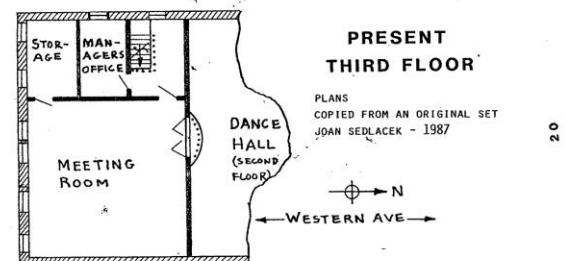 STOR-
AGE
MAN-
AGERS
OFFICE
MEETING
ROOM
DANCE
HALL
(SECOND
FLOOR)
PRESENT
THIRD FLOOR
PLANS
COPIED FROM AN ORIGINAL SET
JOAN SEDLACEK - 1987
N
WESTERN AVE
20